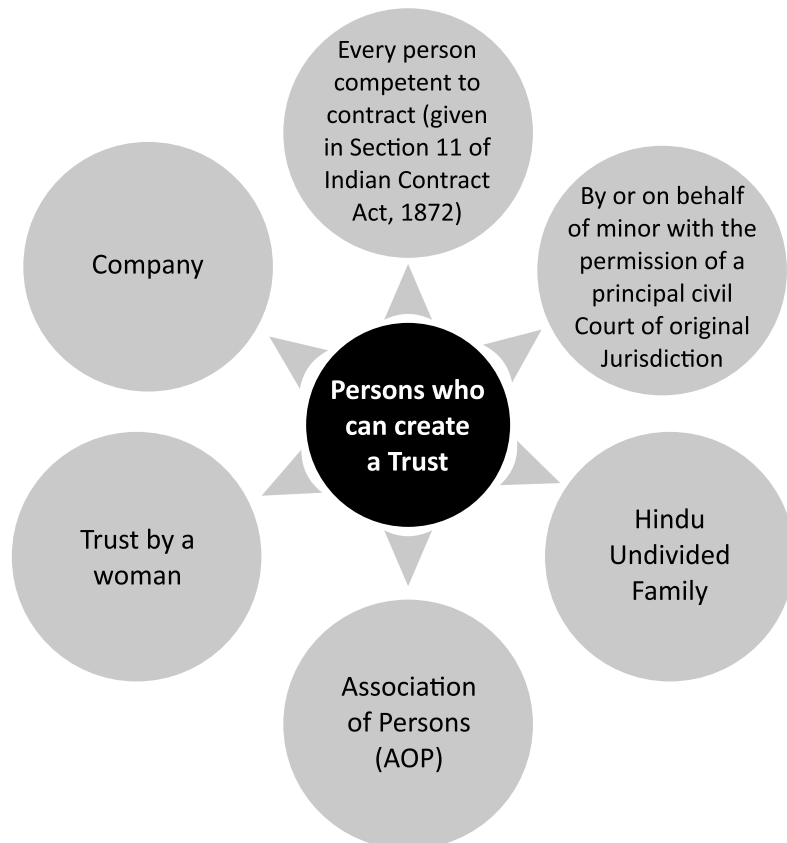 Every person
competent to
contract (given
in Section 11 of
Indian Contract
Act, 1872)
By or on behalf
of minor with the
permission of a
principal civil
Court of original
Jurisdiction
Hindu
Undivided
Family
Association
of Persons
(AOP)
Trust by a
woman
Company
Persons who
can create
a Trust